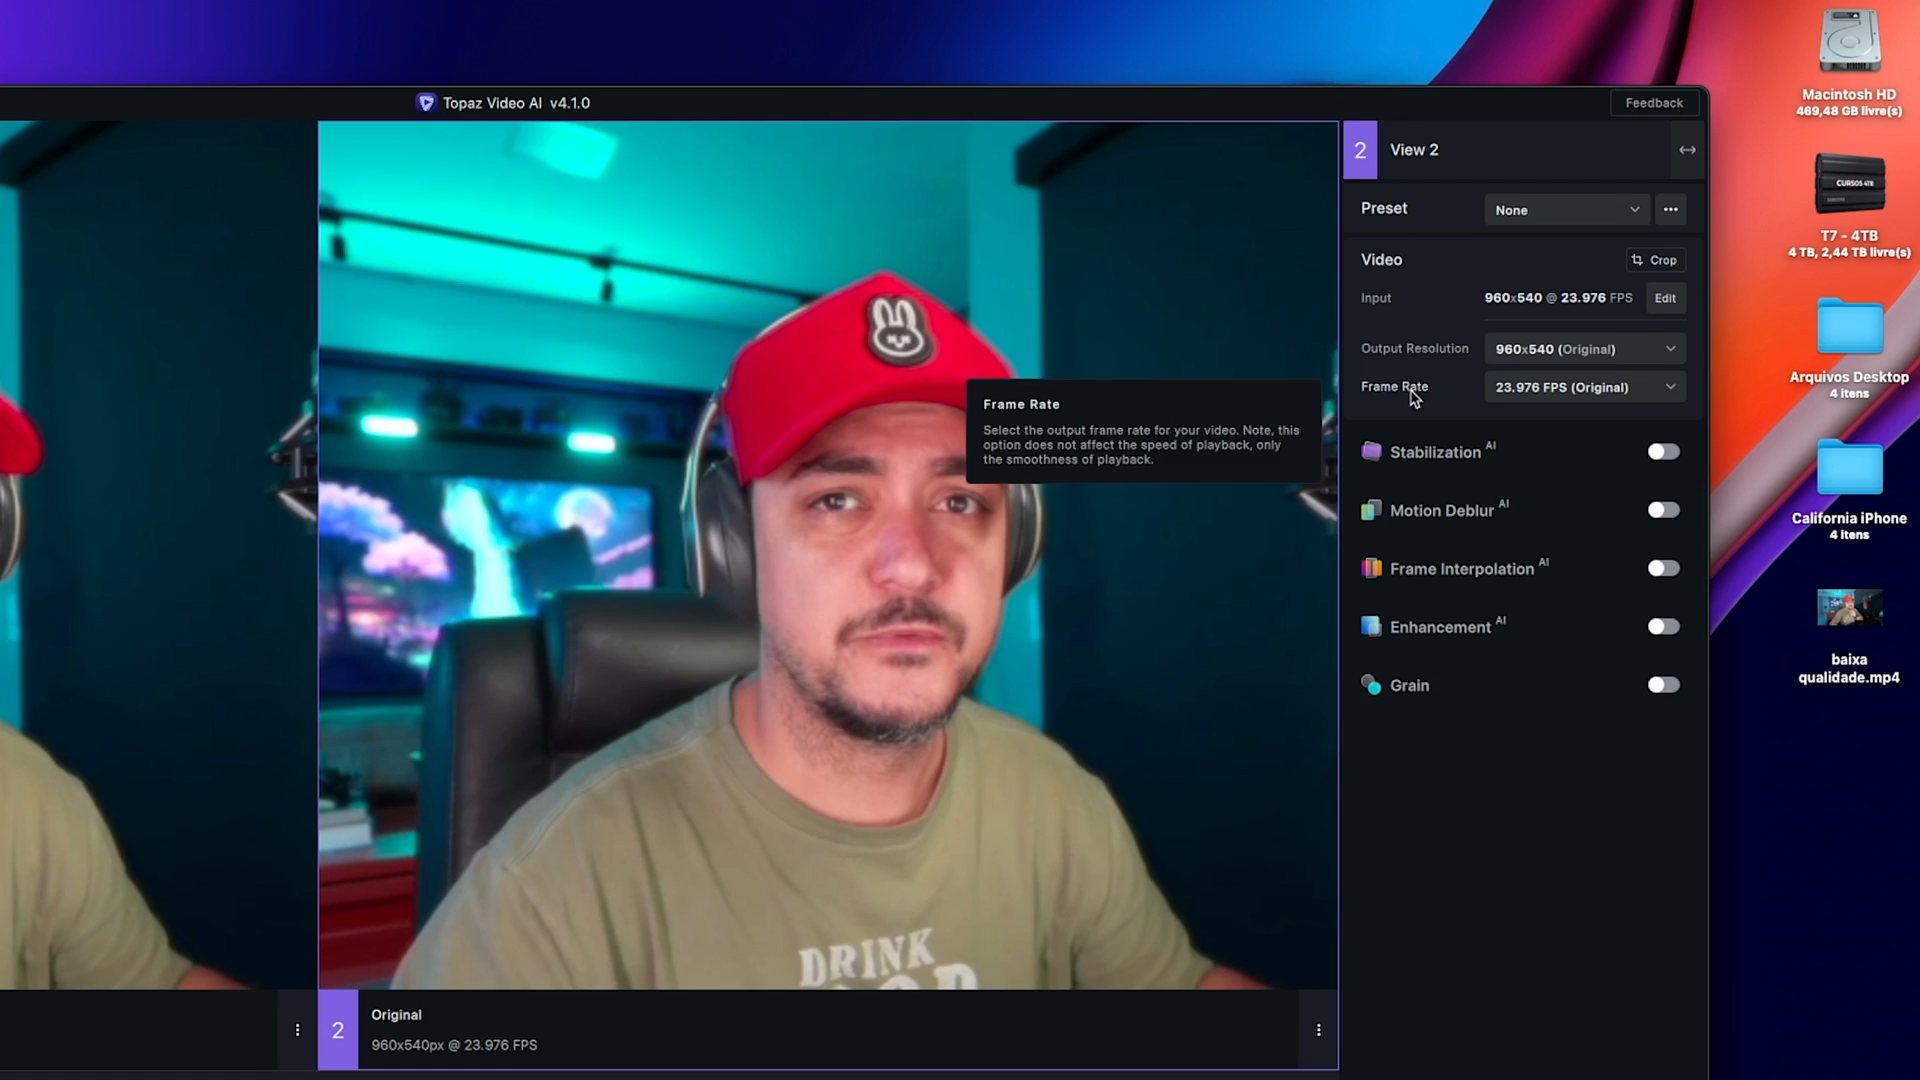 Topaz Video AI v4.1.0
Feedback
2
View 2
Preset
None
Video
Crop
Input
960x540 @ 23.976 FPS
Edit
Output Resolution
960x540 (Original)
Frame Rate
23.976 FPS (Original)
Frame Rate
Select the output frame rate for your video. Note, this
option does not affect the speed of playback, only
the smoothness of playback.
Stabilization AI
Motion Deblur AI
Frame Interpolation AI
Enhancement AI
Grain
DRINK
2
Original
960x540px @ 23.976 FPS
Macintosh HD
469,48 GB livre(s)
CURSOS 4TB
T7 - 4TB
4 TB, 2,44 TB livre(s)
Arquivos Desktop
4 itens
California iPhone
4 itens
baixa
qualidade.mp4